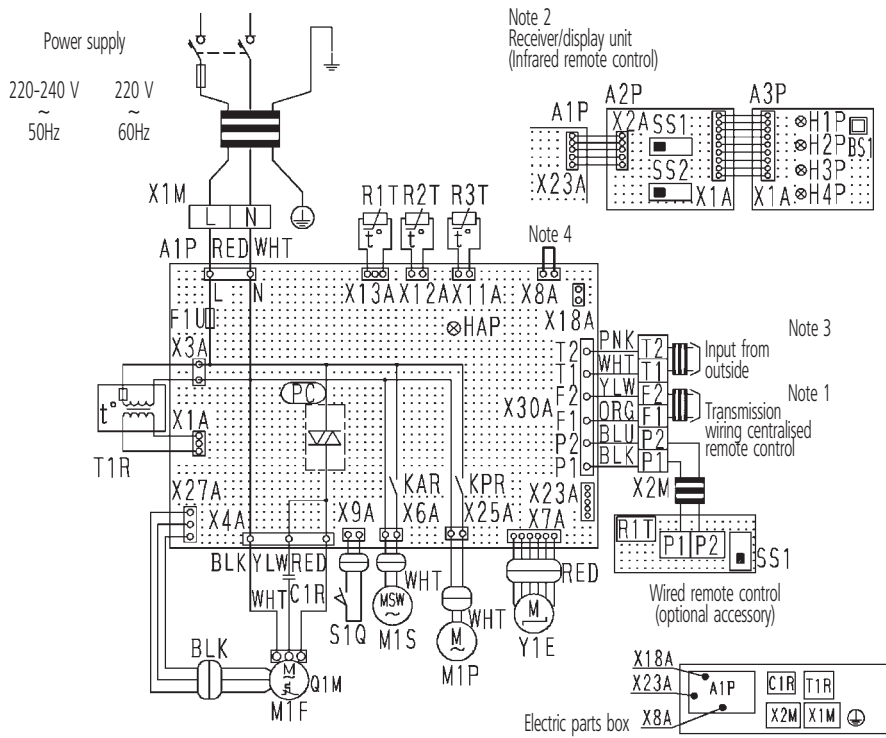 Power supply
220-240 V
~
50Hz
220 V
~
60Hz
Note 2
Receiver/display unit
(Infrared remote control)
A1P
X23A
A2P
X2A
SS1
SS2
X1A
A3P
H1P
H2P
H3P
H4P
BS1
X1A
X1M
L N
A1P RED WHT
R1T R2T R3T
t° t° t°
Note 4
L N
X13A X12A X11A X8A
X18A
F1U
HAP
X3A
PC
T2 PNK T2
T1 WHT T1
F2 YLW F2
F1 ORG F1
P2 BLU P2
P1 BLK P1
X30A
Note 3
Input from
outside
Note 1
Transmission
wiring centralised
remote control
X2M
t°
T1R
X1A
X27A
X4A
X9A
KAR
X6A
KPR
X25A
X23A
X7A
BLK YLW RED
WHT C1R
S1Q
WHT
MSW
~
M1S
WHT
M
~
M1P
RED
M
Y1E
BLK
M
~
Q1M
M1F
R1T
P1 P2
SS1
Wired remote control
(optional accessory)
X18A
X23A
X8A
A1P
C1R T1R
X2M X1M
Electric parts box